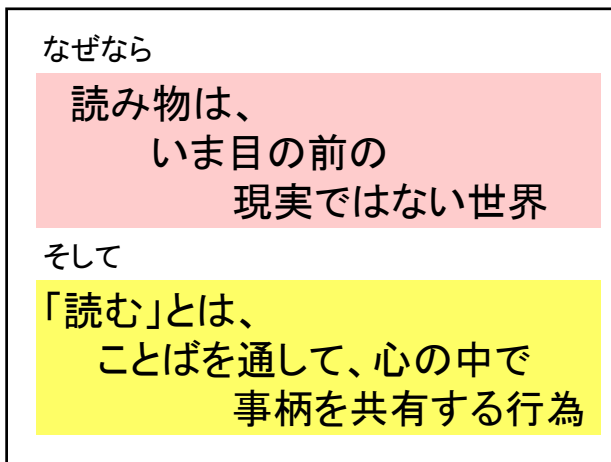 なぜなら
読み物は、
いま目の前の
現実ではない世界
そして
「読む」とは、
ことばを通して、心の中で
事柄を共有する行為